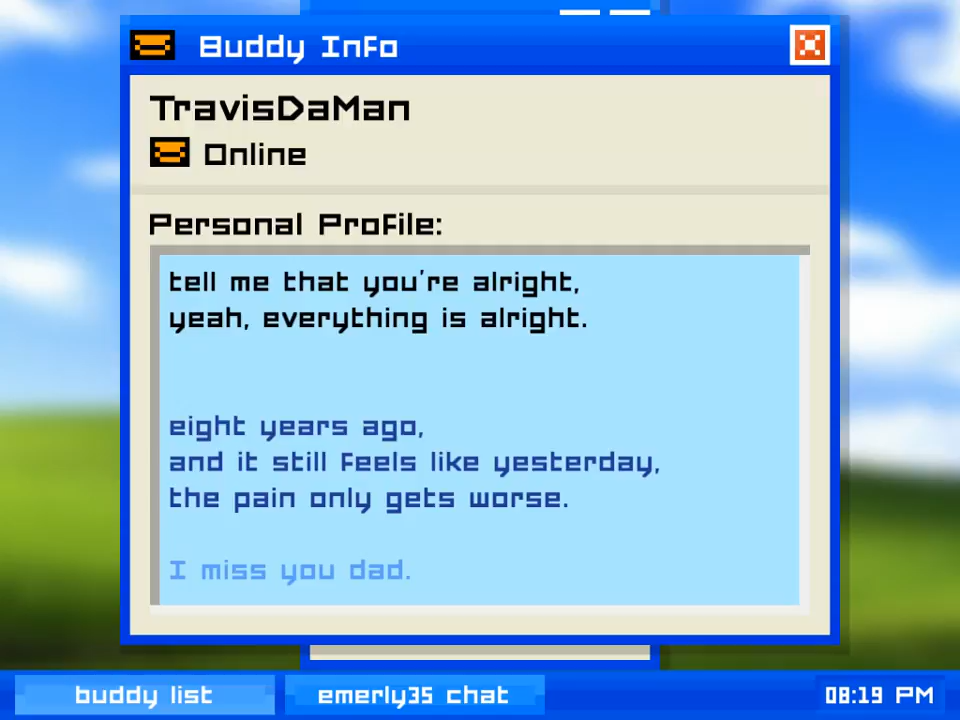 Buddy Info
TravisDaMan
Online
Personal Profile:
tell me that you're alright,
yeah, everything is alright.
eight years ago,
and it still feels like yesterday,
the pain only gets worse.
I miss you dad.
buddy list
emerly35 chat
08:19 PM